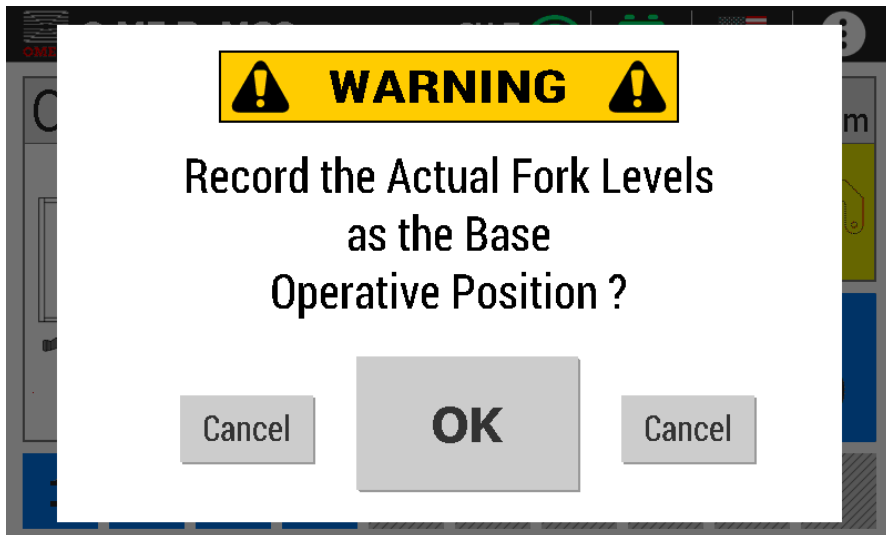 WARNING
Record the Actual Fork Levels
as the Base
Operative Position ?
Cancel
OK
Cancel
m